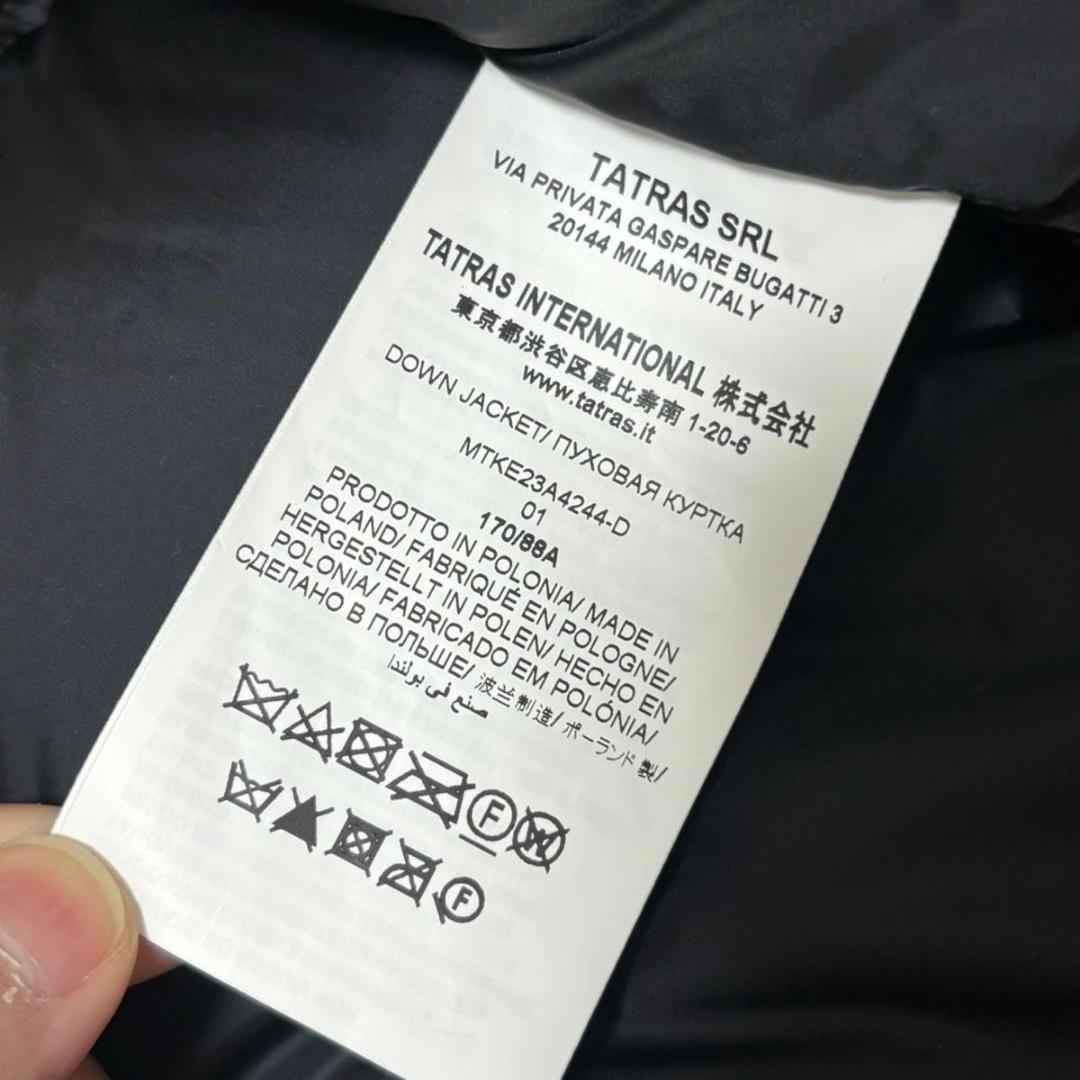 TATRAS SRL
VIA PRIVATA GASPARE BUGATTI 3
20144 MILANO ITALY
TATRAS INTERNATIONAL 株式会社
東京都渋谷区恵比寿南 1-20-6
www.tatras.it
DOWN JACKET/ ПУХОВАЯ КУРТКА
MTKE23A4244-D
01
170/88A
PRODOTTO IN POLONIA/ MADE IN
POLAND/ FABRIQUÉ EN POLOGNE/
HERGESTELLT IN POLEN/ HECHO EN
POLONIA/ FABRICADO EM POLÓNIA/
СДЕЛАНО В ПОЛЬШЕ/ 波兰制造/ ポーランド 製/
صنع في بولندا
F W
F